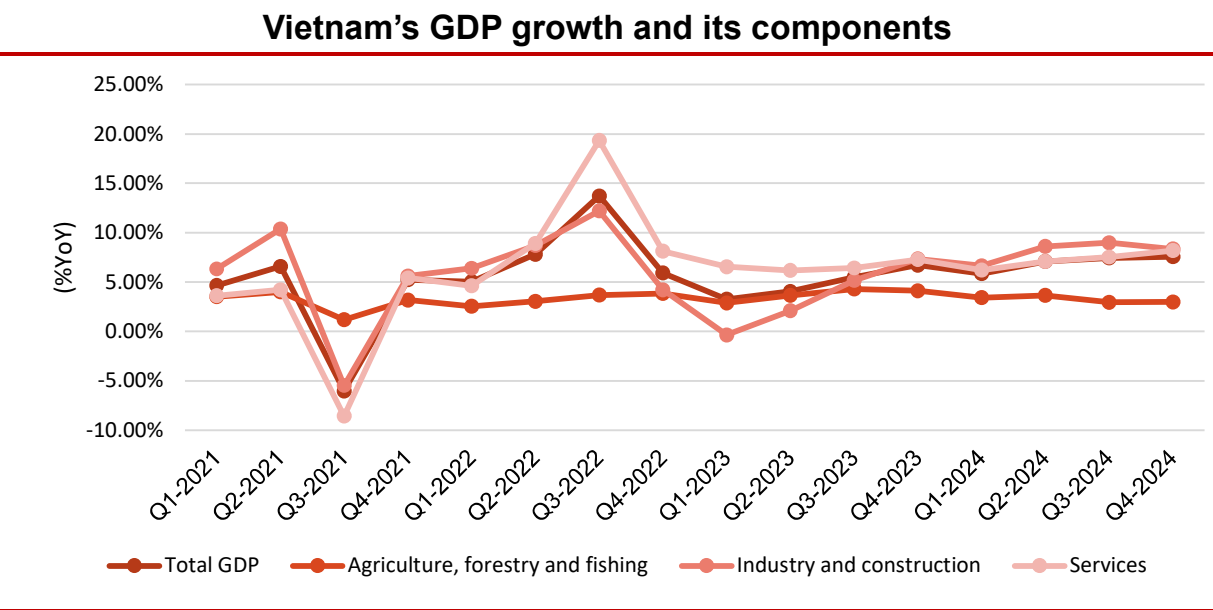 Vietnam’s GDP growth and its components
25.00%
20.00%
15.00%
10.00%
5.00%
0.00%
-5.00%
-10.00%
(%YoY)
Q1-2021
Q2-2021
Q3-2021
Q4-2021
Q1-2022
Q2-2022
Q3-2022
Q4-2022
Q1-2023
Q2-2023
Q3-2023
Q4-2023
Q1-2024
Q2-2024
Q3-2024
Q4-2024
Total GDP
Agriculture, forestry and fishing
Industry and construction
Services